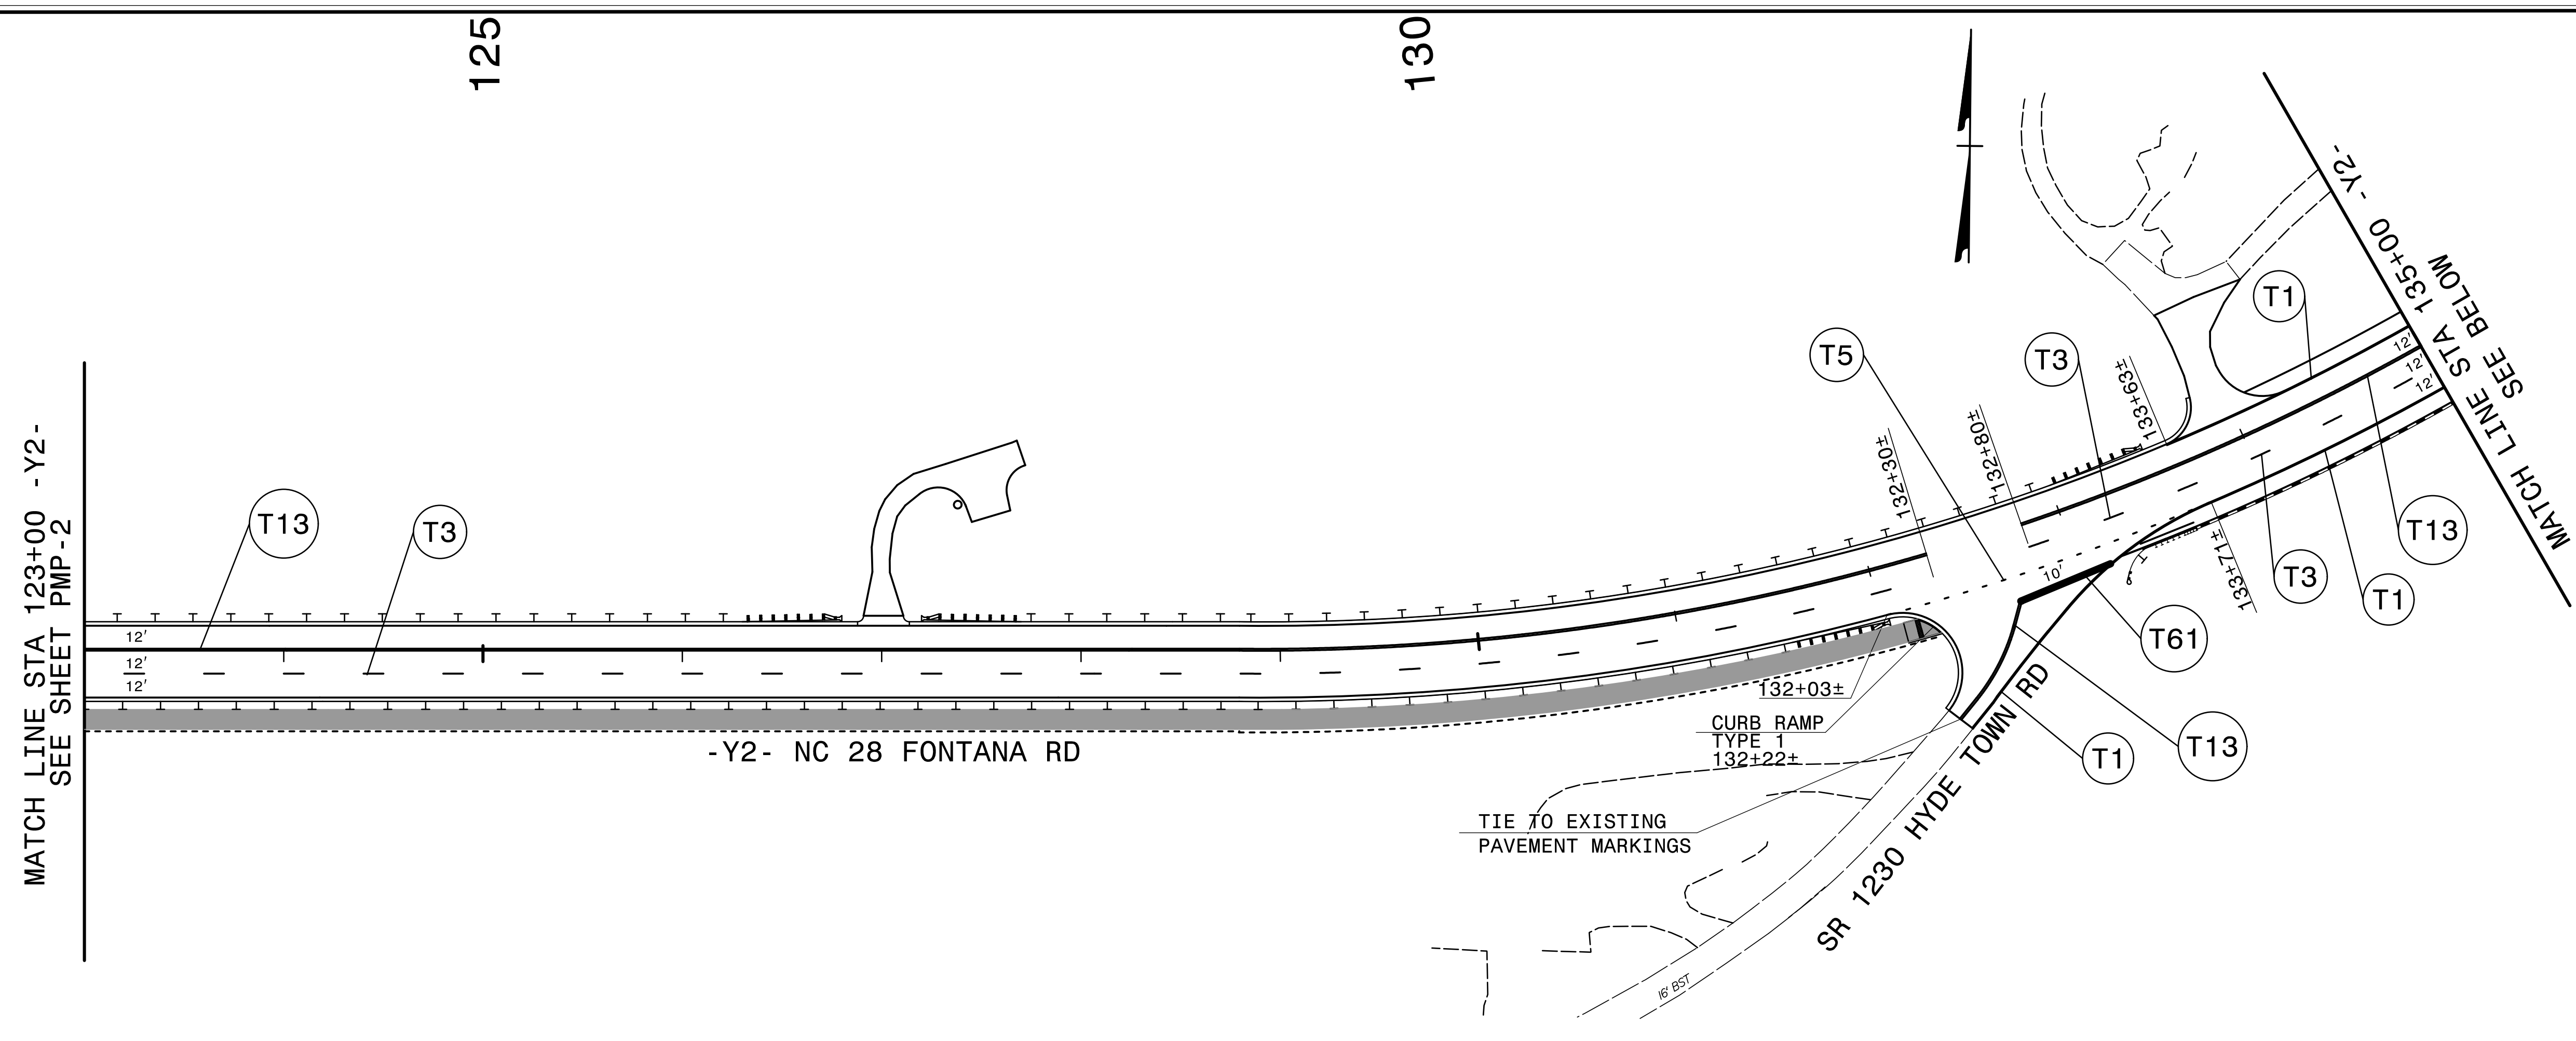 125
130
MATCH LINE STA 123+00 -Y2-
SEE SHEET PMP-2
T13
T3
12'
12'
12'
-Y2- NC 28 FONTANA RD
T5
T3
T1
132+30±
132+80±
133+63±
MATCH LINE STA 135+00 -Y2-
SEE BELOW
12'
12'
12'
10'
133+71±
T13
T3
T1
T61
T13
T1
132+03±
CURB RAMP
TYPE 1
132+22±
TIE TO EXISTING
PAVEMENT MARKINGS
SR 1230 HYDE TOWN RD
16' BST